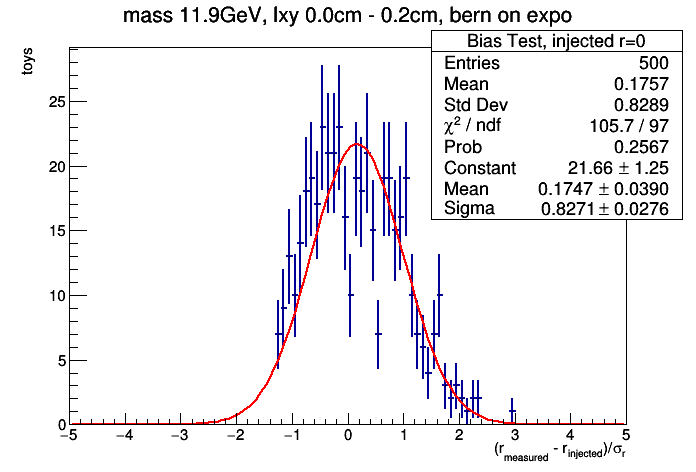 mass 11.9GeV, lxy 0.0cm - 0.2cm, bern on expo
Bias Test, injected r=0
Entries 500
Mean 0.1757
Std Dev 0.8289
χ² / ndf 105.7 / 97
Prob 0.2567
Constant 21.66 ± 1.25
Mean 0.1747 ± 0.0390
Sigma 0.8271 ± 0.0276
toys
25
20
15
10
5
0
−5 −4 −3 −2 −1 0 1 2 3 4 5
(r_measured - r_injected)/σ_r